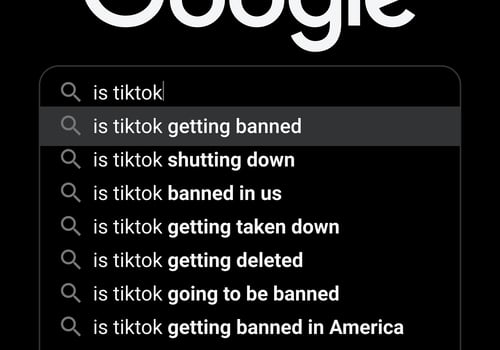 Google
is tiktok
is tiktok getting banned
is tiktok shutting down
is tiktok banned in us
is tiktok getting taken down
is tiktok getting deleted
is tiktok going to be banned
is tiktok getting banned in America